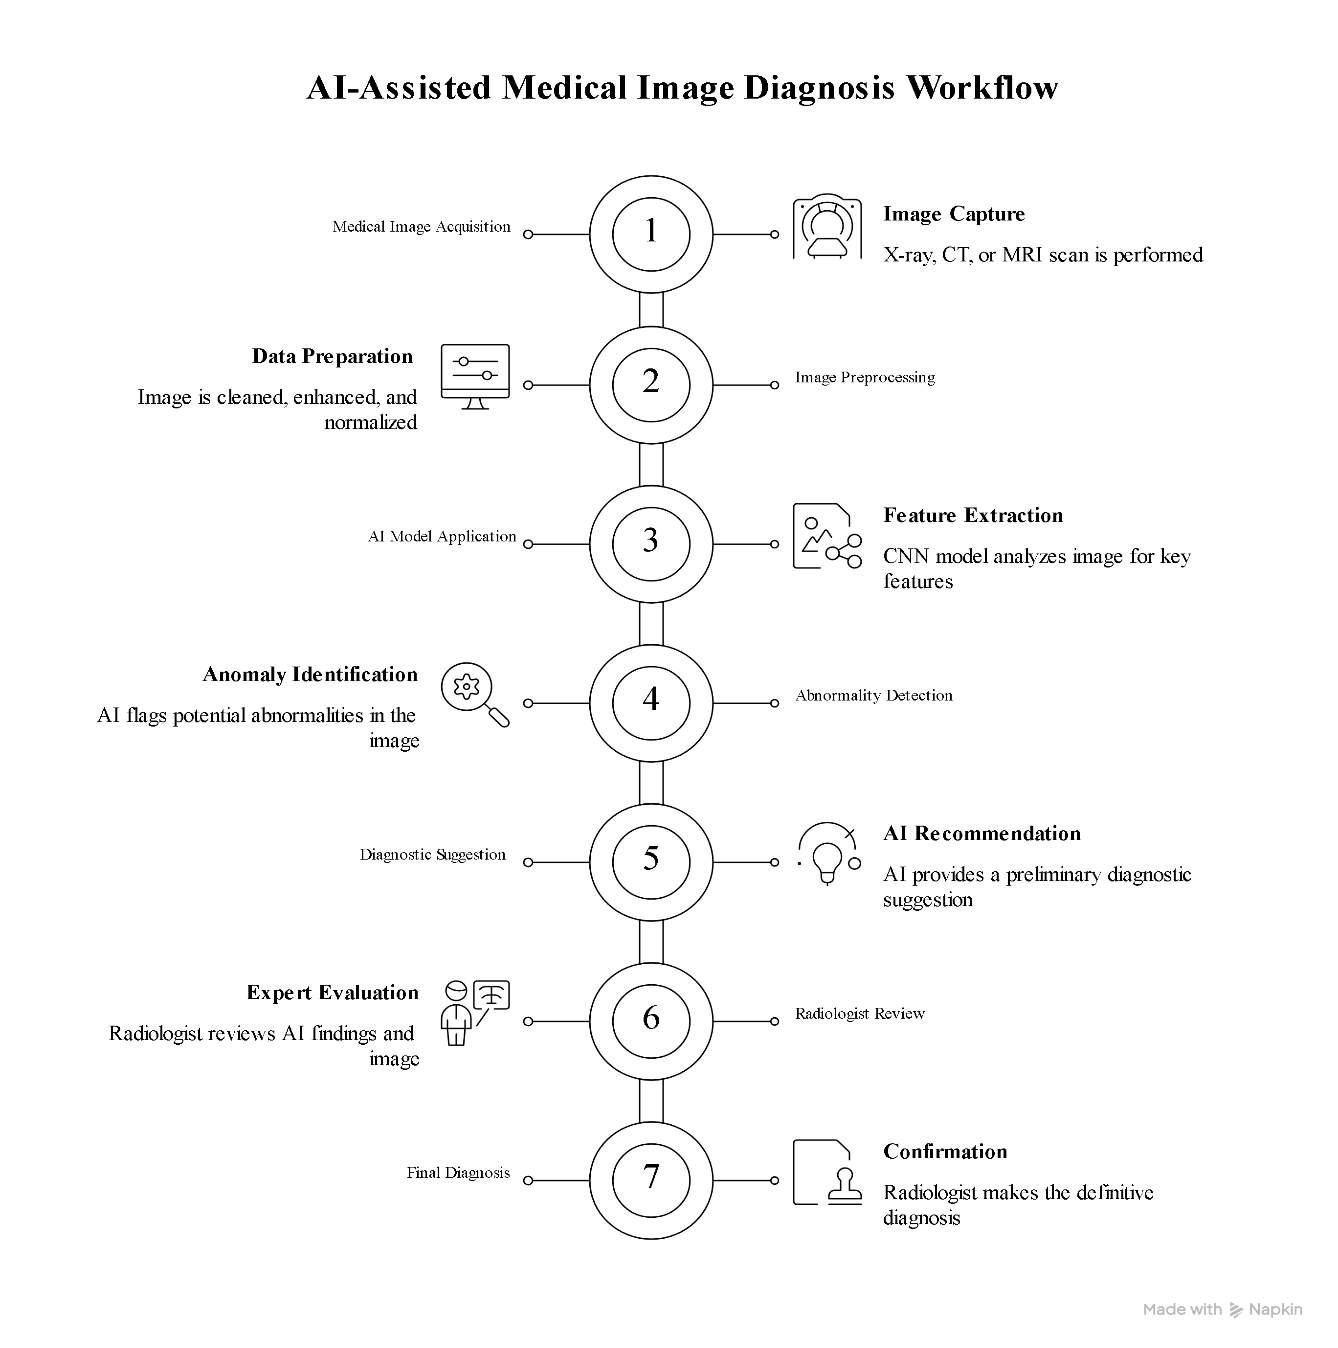 AI-Assisted Medical Image Diagnosis Workflow
Medical Image Acquisition
1
Image Capture
X-ray, CT, or MRI scan is performed
Data Preparation
Image is cleaned, enhanced, and
normalized
2
Image Preprocessing
AI Model Application
3
Feature Extraction
CNN model analyzes image for key
features
Anomaly Identification
AI flags potential abnormalities in the
image
4
Abnormality Detection
Diagnostic Suggestion
5
AI Recommendation
AI provides a preliminary diagnostic
suggestion
Expert Evaluation
Radiologist reviews AI findings and
image
6
Radiologist Review
Final Diagnosis
7
Confirmation
Radiologist makes the definitive
diagnosis
Made with Napkin